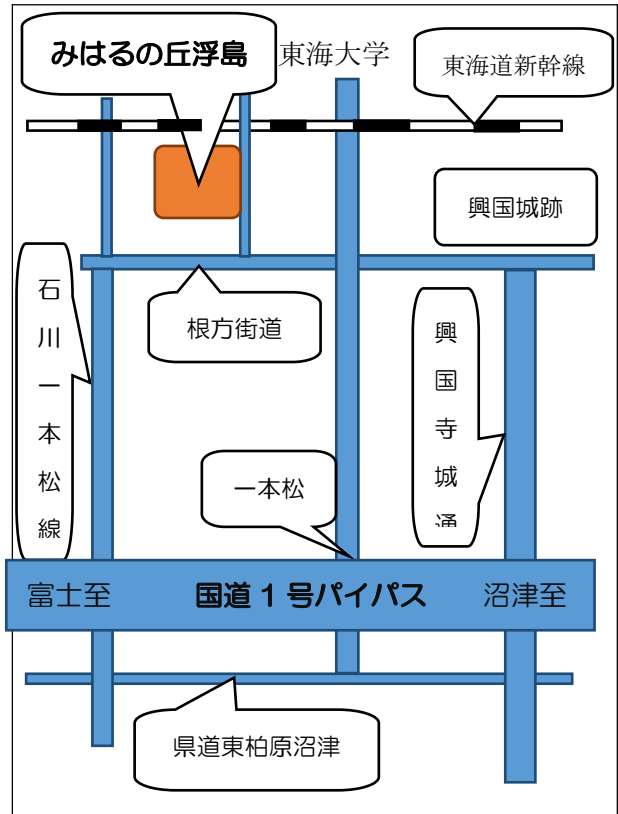 みはるの丘浮島
東海大学
東海道新幹線
興国城跡
根方街道
石川一本松線
興国寺城通
一本松
富士至
国道1号パイパス
沼津至
県道東柏原沼津